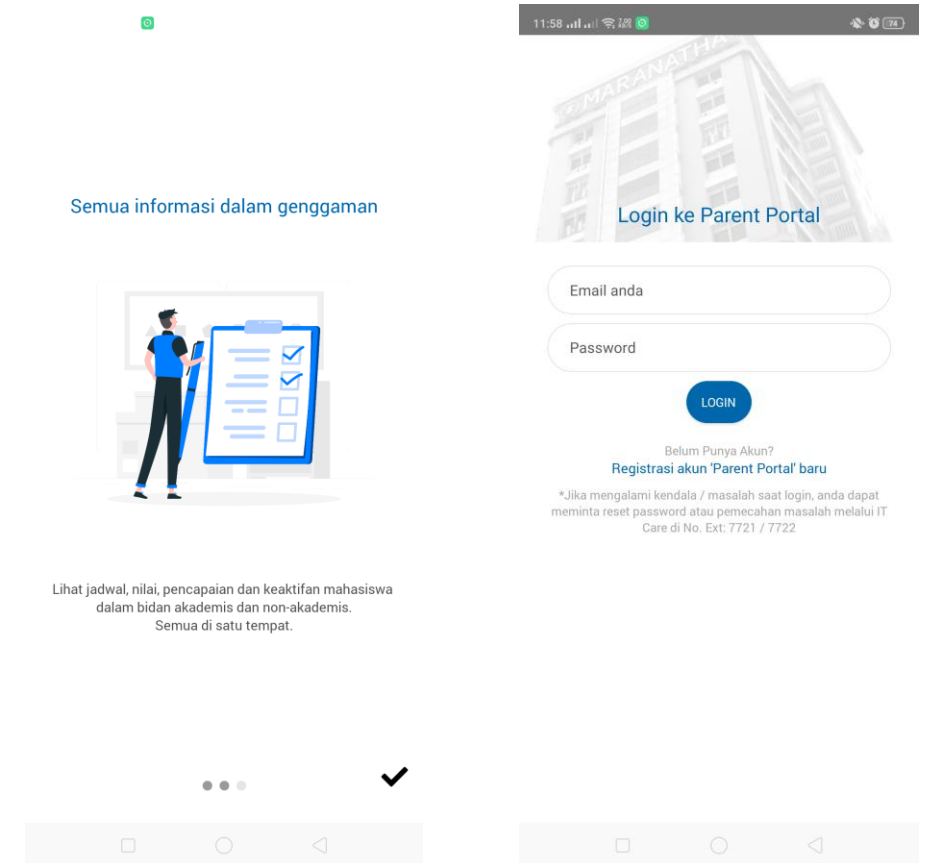 Semua informasi dalam genggaman
Lihat jadwal, nilai, pencapaian dan keaktifan mahasiswa
dalam bidan akademis dan non-akademis.
Semua di satu tempat.
11:58
74
MARANATHA
Login ke Parent Portal
Email anda
Password
LOGIN
Belum Punya Akun?
Registrasi akun 'Parent Portal' baru
*Jika mengalami kendala / masalah saat login, anda dapat
meminta reset password atau pemecahan masalah melalui IT
Care di No. Ext: 7721 / 7722